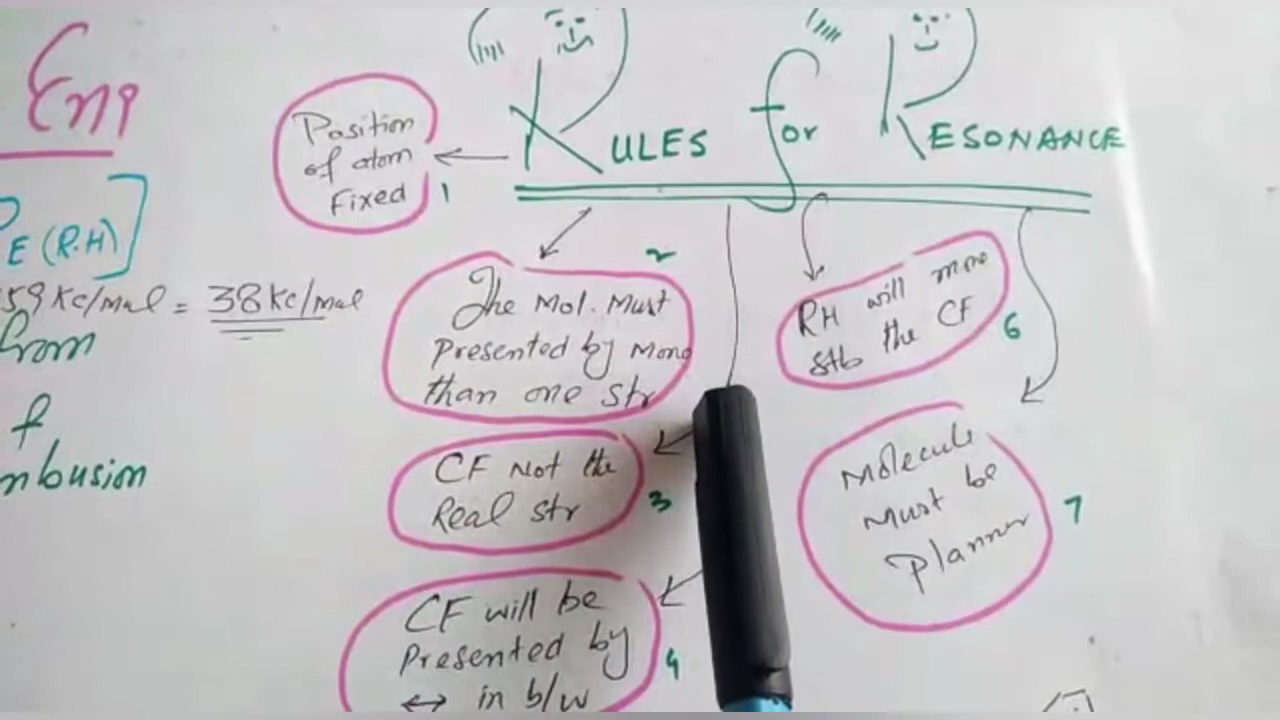 Enp
RULES for RESONANCE
Position
of atom
Fixed
1
E (R.H)]
59 Kc/mol = 38 Kc/mol
from
f
mbusion
2
The Mol. Must
Presented by More
than one str
CF Not the
Real str
3
CF will be
Presented by
↔ in b/w
4
RH will more
stb the CF
6
Molecule
Must be
Planner
7